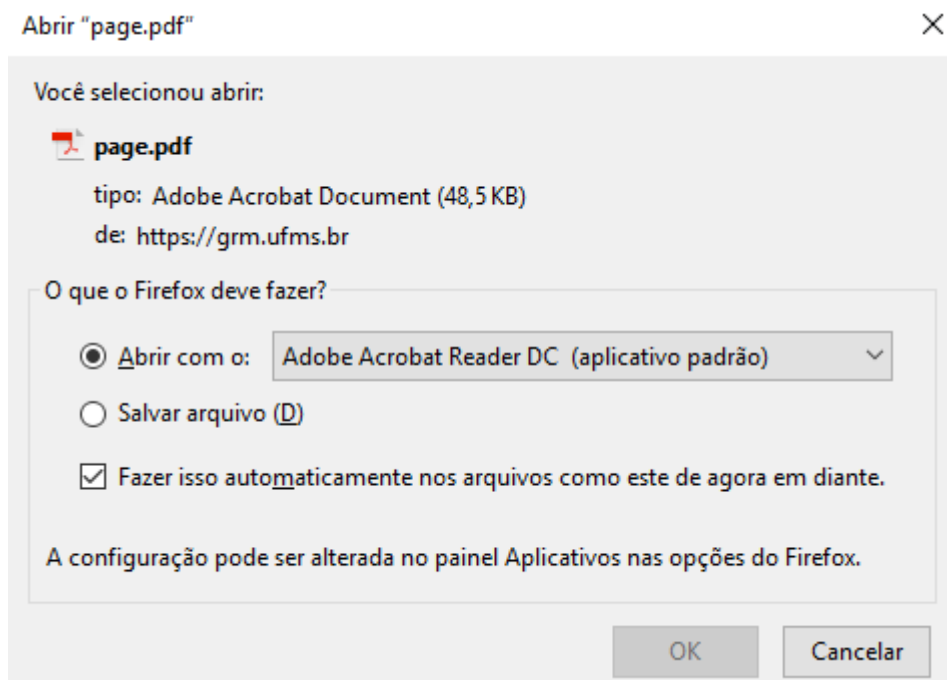 Abrir “page.pdf”
Você selecionou abrir:
page.pdf
tipo: Adobe Acrobat Document (48,5 KB)
de: https://grm.ufms.br
O que o Firefox deve fazer?
Abrir com o: Adobe Acrobat Reader DC (aplicativo padrão)
Salvar arquivo (D)
Fazer isso automaticamente nos arquivos como este de agora em diante.
A configuração pode ser alterada no painel Aplicativos nas opções do Firefox.
OK Cancelar